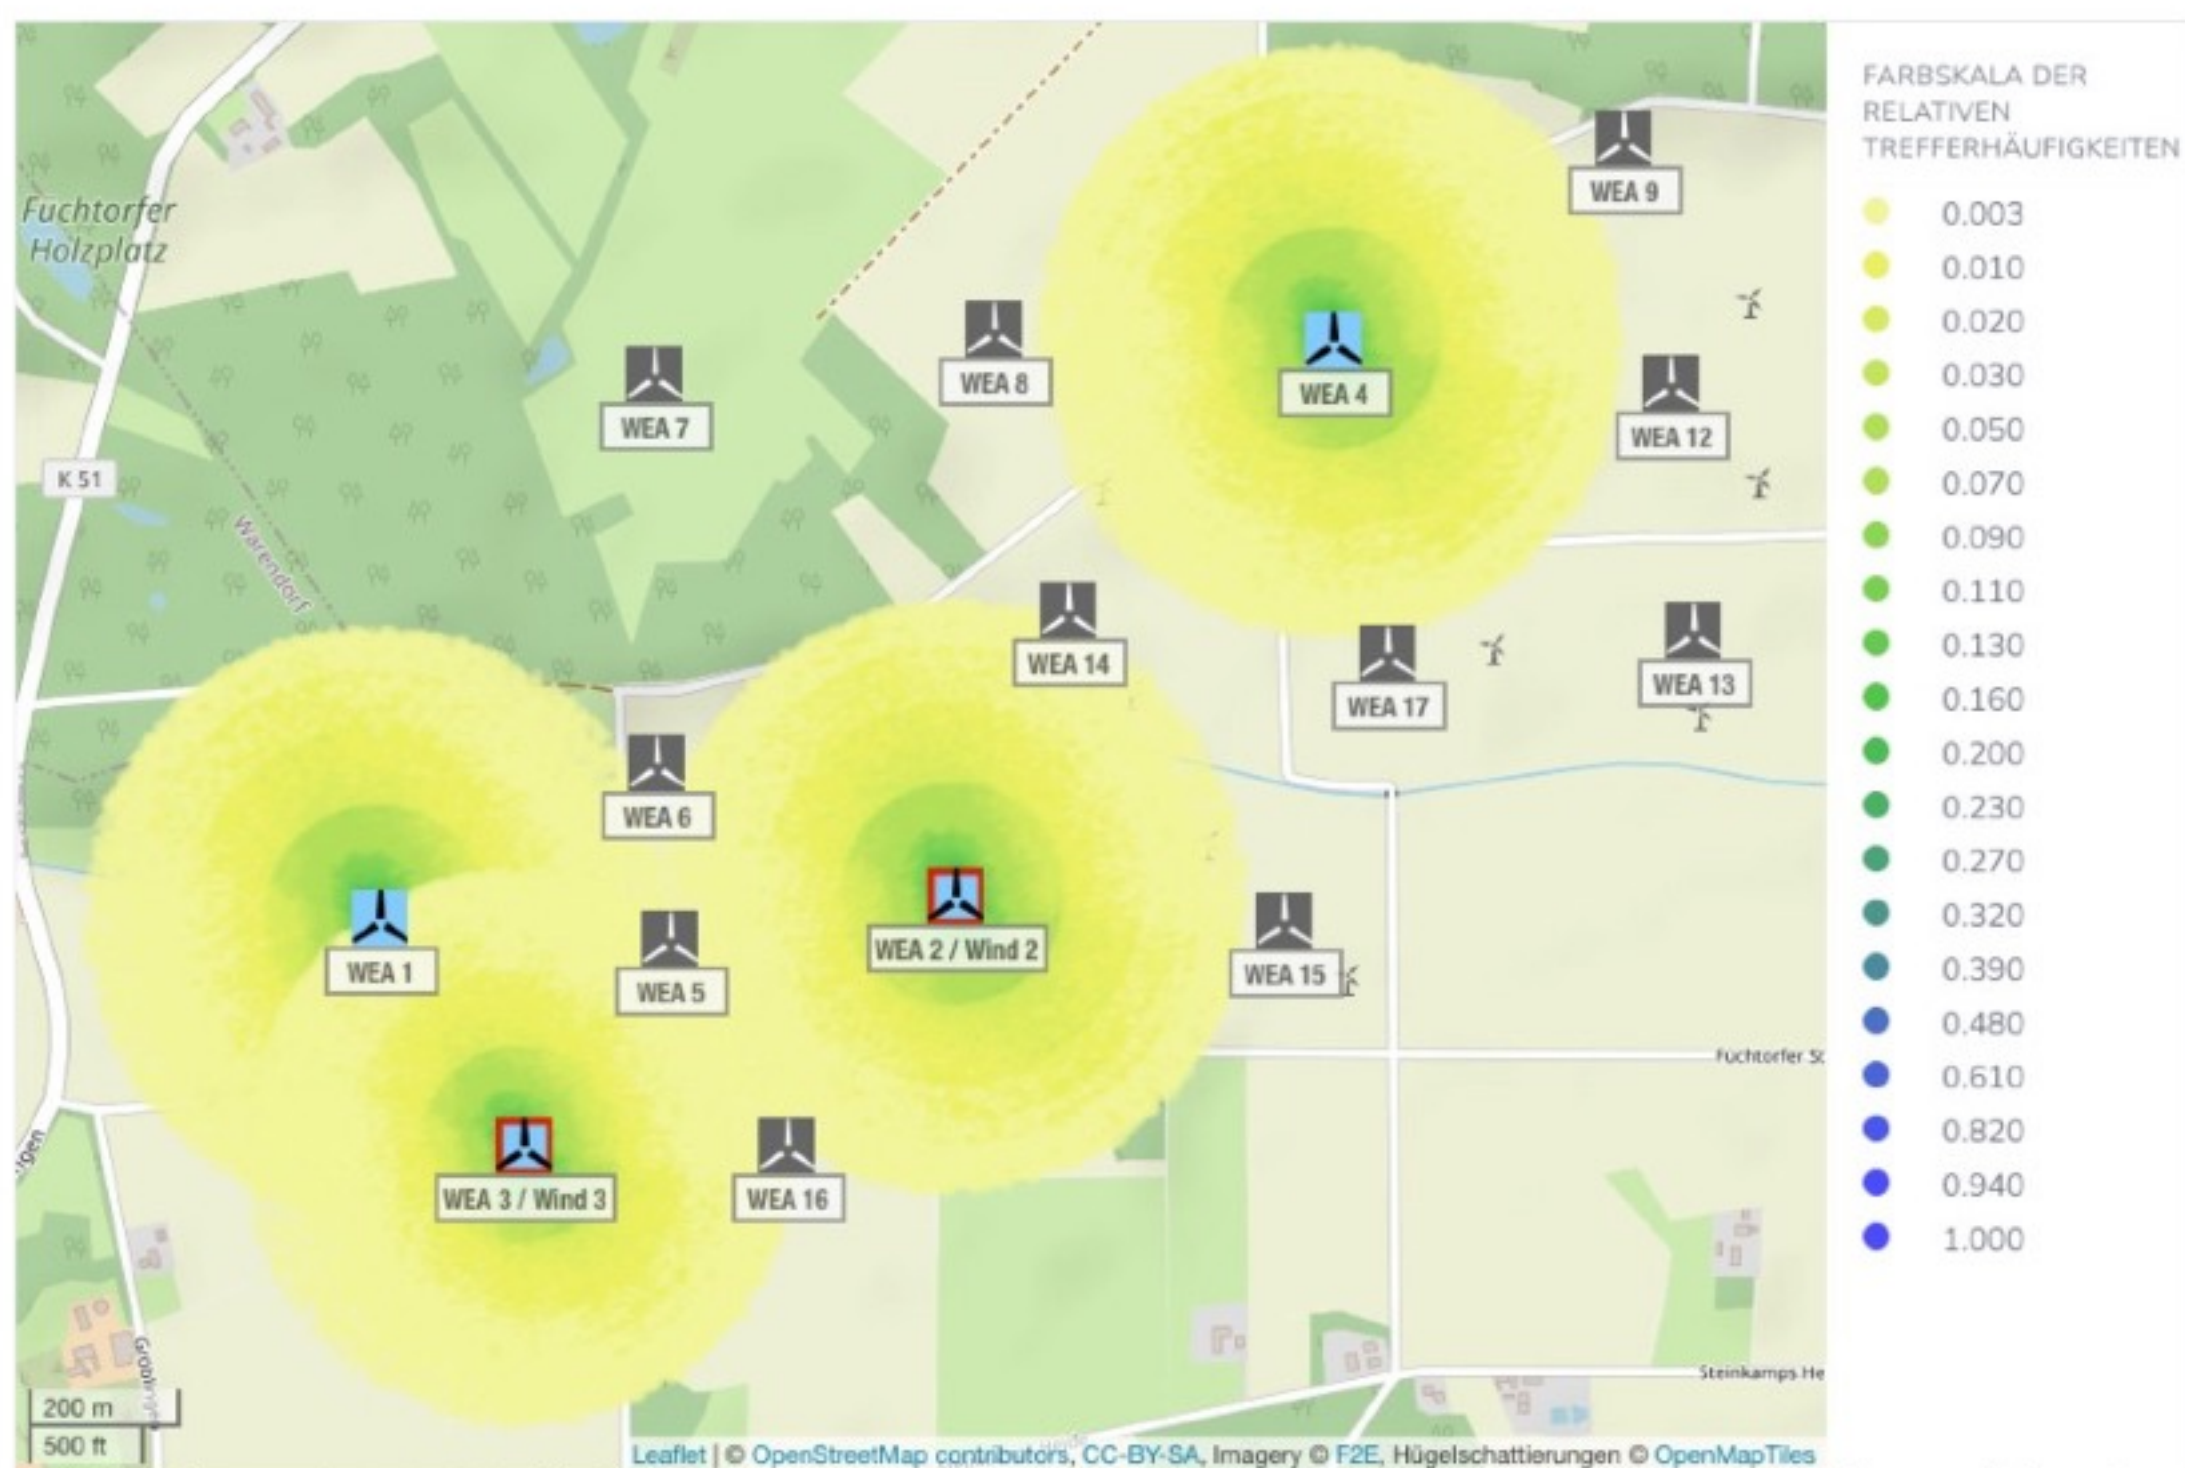 FARBSKALA DER
RELATIVEN
TREFFERHÄUFIGKEITEN
0.003
0.010
0.020
0.030
0.050
0.070
0.090
0.110
0.130
0.160
0.200
0.230
0.270
0.320
0.390
0.480
0.610
0.820
0.940
1.000
WEA 9
Fuchtorfer
Holzplatz
WEA 8
WEA 4
WEA 7
WEA 12
K 51
Warendorf
WEA 14
WEA 17
WEA 13
WEA 6
WEA 2 / Wind 2
WEA 1
WEA 5
WEA 15
Füchtorfer St
WEA 3 / Wind 3
WEA 16
Steinkamps He
200 m
500 ft
Leaflet | © OpenStreetMap contributors, CC-BY-SA, Imagery © F2E, Hügelschattierungen © OpenMapTiles